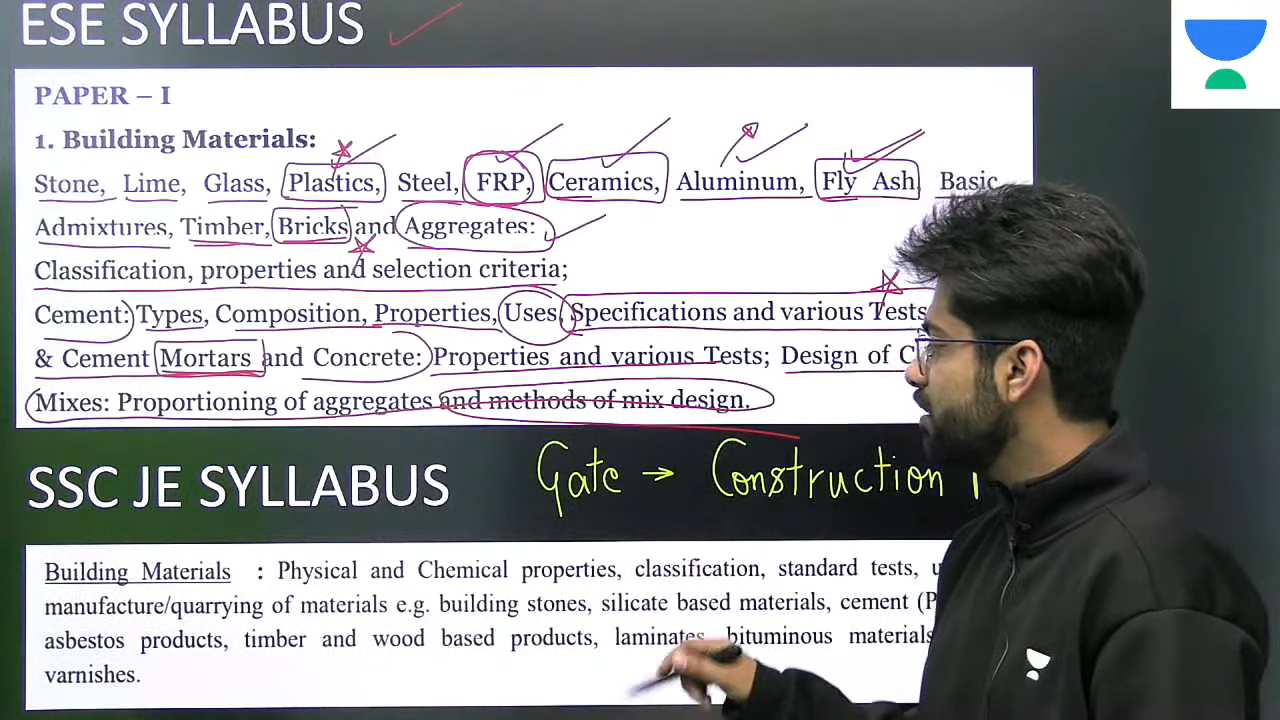 ESE SYLLABUS
PAPER – I
1. Building Materials:
Stone, Lime, Glass, Plastics, Steel, FRP, Ceramics, Aluminum, Fly Ash, Basic
Admixtures, Timber, Bricks and Aggregates:
Classification, properties and selection criteria;
Cement: Types, Composition, Properties, Uses, Specifications and various Tests
& Cement Mortars and Concrete: Properties and various Tests; Design of
Mixes: Proportioning of aggregates and methods of mix design.
SSC JE SYLLABUS
Gate → Construction
Building Materials : Physical and Chemical properties, classification, standard tests,
manufacture/quarrying of materials e.g. building stones, silicate based materials, cement
asbestos products, timber and wood based products, laminates, bituminous materials
varnishes.